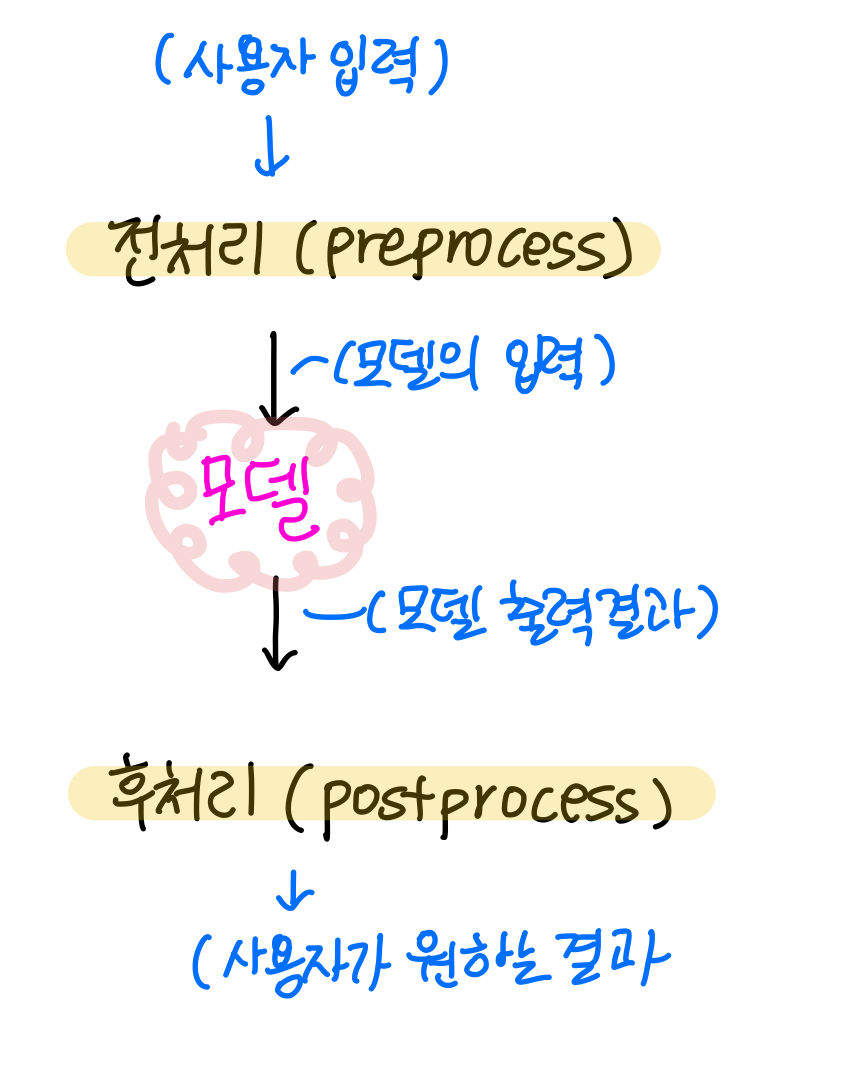 (사용자 입력)
전처리 (preprocess)
(모델의 입력)
모델
(모델 출력결과)
후처리 (postprocess)
(사용자가 원하는 결과